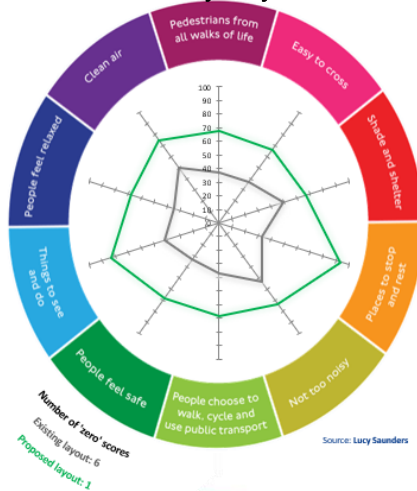 Pedestrians from
all walks of life
Easy to cross
Shade and shelter
Places to stop
and rest
Not too noisy
People choose to
walk, cycle and
use public transport
People feel safe
Things to see
and do
People feel relaxed
Clean air
100
90
80
70
60
50
40
30
20
10
0
Number of 'zero' scores
Existing layout: 6
Proposed layout: 1
Source: Lucy Saunders